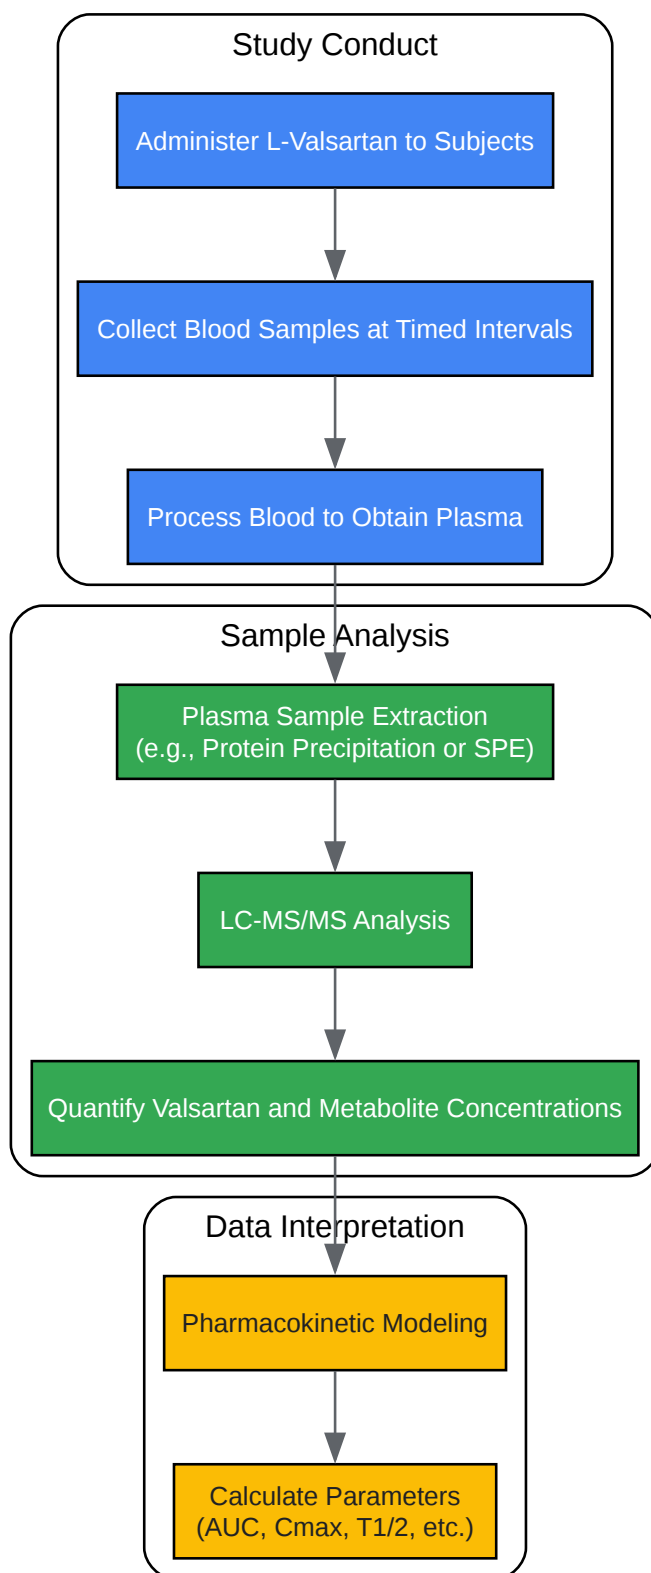 Study Conduct
Administer L-Valsartan to Subjects
Collect Blood Samples at Timed Intervals
Process Blood to Obtain Plasma
Sample Analysis
Plasma Sample Extraction
(e.g., Protein Precipitation or SPE)
LC-MS/MS Analysis
Quantify Valsartan and Metabolite Concentrations
Data Interpretation
Pharmacokinetic Modeling
Calculate Parameters
(AUC, Cmax, T1/2, etc.)